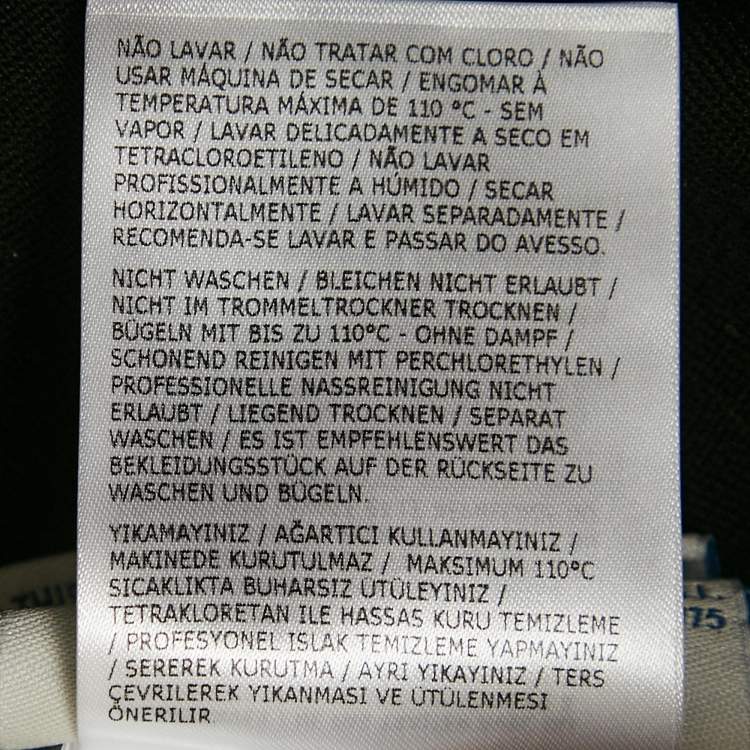 NÃO LAVAR / NÃO TRATAR COM CLORO / NÃO
USAR MÁQUINA DE SECAR / ENGOMAR À
TEMPERATURA MÁXIMA DE 110 ºC - SEM
VAPOR / LAVAR DELICADAMENTE A SECO EM
TETRACLOROETILENO / NÃO LAVAR
PROFISSIONALMENTE A HÚMIDO / SECAR
HORIZONTALMENTE / LAVAR SEPARADAMENTE /
RECOMENDA-SE LAVAR E PASSAR DO AVESSO.
NICHT WASCHEN / BLEICHEN NICHT ERLAUBT /
NICHT IM TROMMELTROCKNER TROCKNEN /
BÜGELN MIT BIS ZU 110ºC - OHNE DAMPF /
SCHONEND REINIGEN MIT PERCHLORETHYLEN /
PROFESSIONELLE NASSREINIGUNG NICHT
ERLAUBT / LIEGEND TROCKNEN / SEPARAT
WASCHEN / ES IST EMPFEHLENSWERT DAS
BEKLEIDUNGSSTÜCK AUF DER RÜCKSEITE ZU
WASCHEN UND BÜGELN.
YIKAMAYINIZ / AĞARTICI KULLANMAYINIZ /
MAKINEDE KURUTULMAZ / MAKSIMUM 110ºC
SICAKLIKTA BUHARSIZ ÜTÜLEYINIZ /
TETRAKLORETAN ILE HASSAS KURU TEMIZLEME
/ PROFESYONEL ISLAK TEMIZLEME YAPMAYINIZ
/ SEREREK KURUTMA / AYRI YIKAYINIZ / TERS
ÇEVRILEREK YIKANMASI VE ÜTÜLENMESI
ÖNERILIR
75